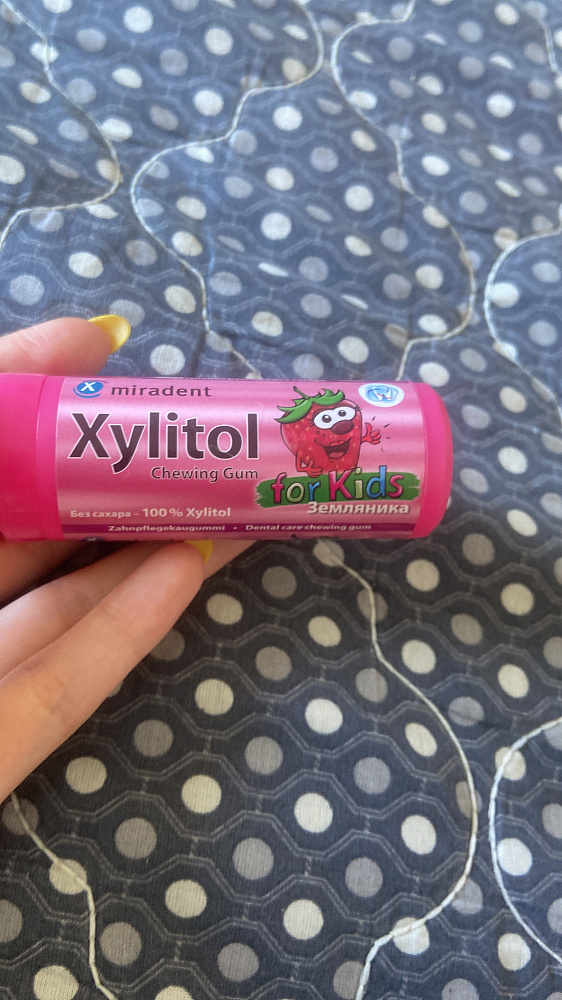 miradent
Xylitol
Chewing Gum
for Kids
Без сахара – 100% Xylitol
Земляника
Zahnpflegekaugummi • Dental care chewing gum